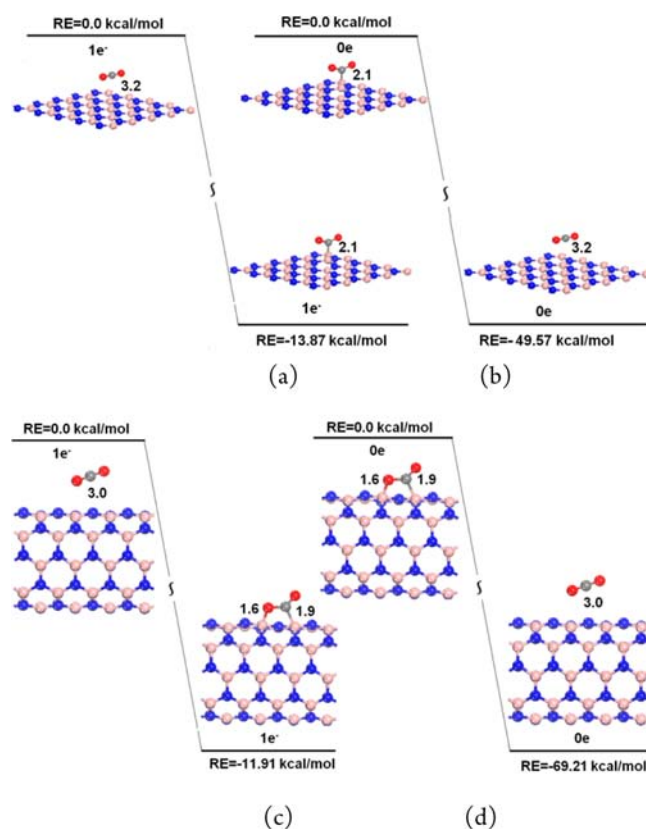 RE=0.0 kcal/mol
1e⁻
3.2
2.1
1e⁻
RE=-13.87 kcal/mol
(a)
RE=0.0 kcal/mol
0e
2.1
3.2
0e
RE=- 49.57 kcal/mol
(b)
RE=0.0 kcal/mol
1e⁻
3.0
1.6 1.9
1e⁻
RE=-11.91 kcal/mol
(c)
RE=0.0 kcal/mol
0e
1.6 1.9
3.0
0e
RE=-69.21 kcal/mol
(d)